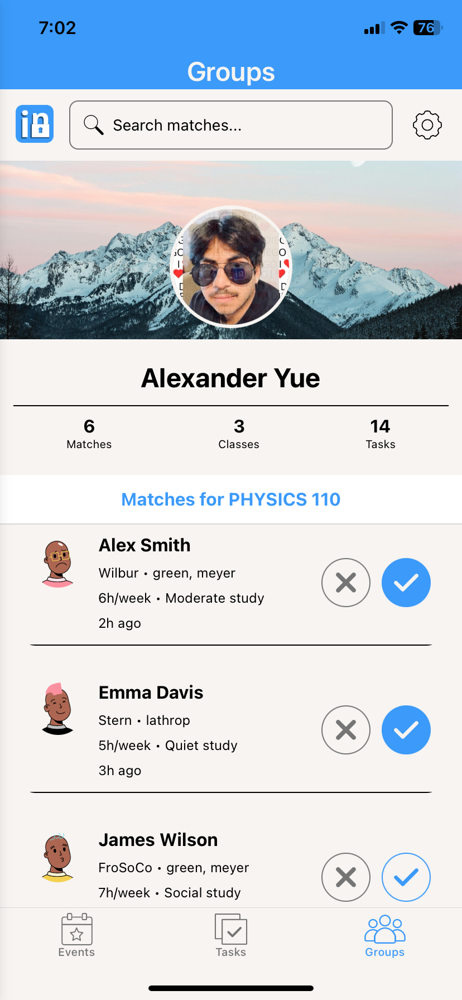 7:02
76
Groups
in
Search matches...
Alexander Yue
6
Matches
3
Classes
14
Tasks
Matches for PHYSICS 110
Alex Smith
Wilbur • green, meyer
6h/week • Moderate study
2h ago
Emma Davis
Stern • lathrop
5h/week • Quiet study
3h ago
James Wilson
FroSoCo • green, meyer
7h/week • Social study
Events
Tasks
Groups